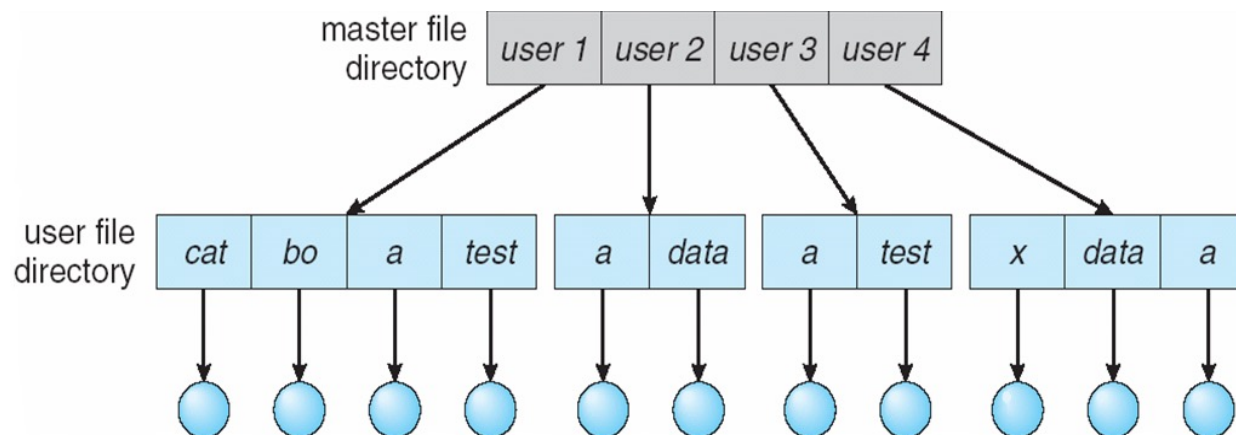 master file
directory
user 1 user 2 user 3 user 4
user file
directory
cat bo a test a data a test x data a